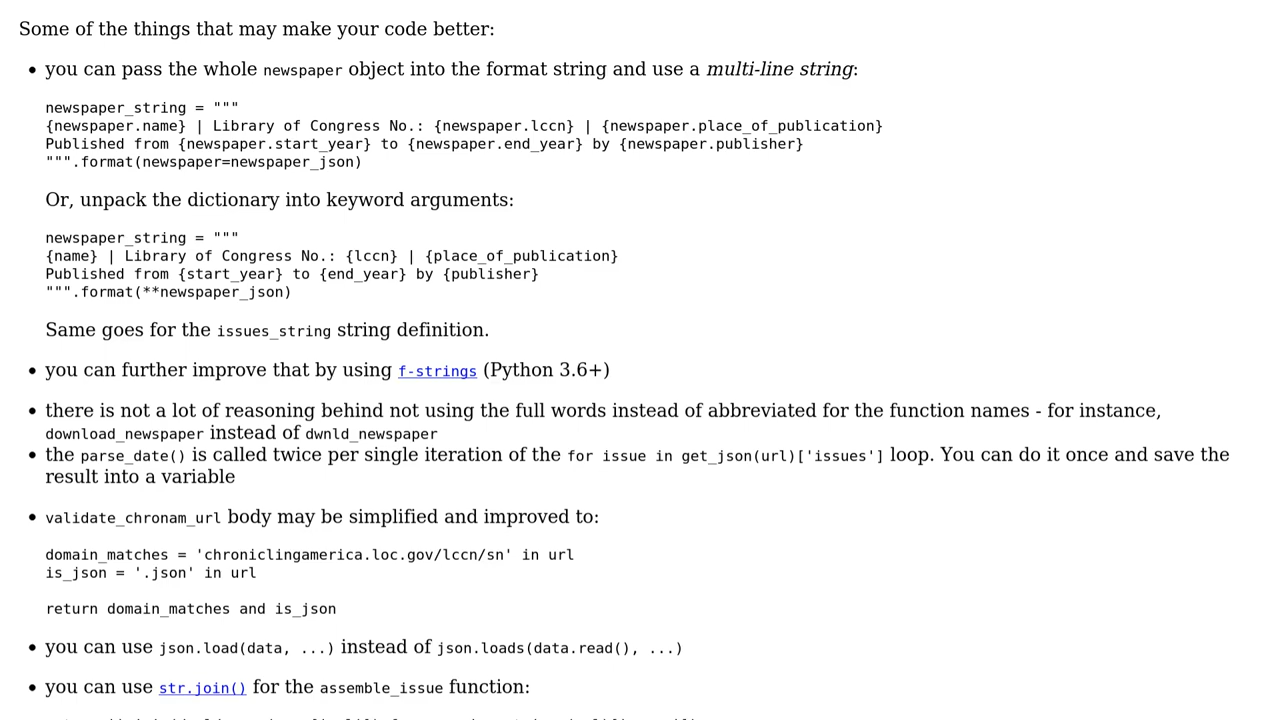 Some of the things that may make your code better:
• you can pass the whole newspaper object into the format string and use a multi-line string:
newspaper_string = """
{newspaper.name} | Library of Congress No.: {newspaper.lccn} | {newspaper.place_of_publication}
Published from {newspaper.start_year} to {newspaper.end_year} by {newspaper.publisher}
""".format(newspaper=newspaper_json)
Or, unpack the dictionary into keyword arguments:
newspaper_string = """
{name} | Library of Congress No.: {lccn} | {place_of_publication}
Published from {start_year} to {end_year} by {publisher}
""".format(**newspaper_json)
Same goes for the issues_string string definition.
• you can further improve that by using f-strings (Python 3.6+)
• there is not a lot of reasoning behind not using the full words instead of abbreviated for the function names - for instance,
download_newspaper instead of dwnld_newspaper
• the parse_date() is called twice per single iteration of the for issue in get_json(url)['issues'] loop. You can do it once and save the
result into a variable
• validate_chronam_url body may be simplified and improved to:
domain_matches = 'chroniclingamerica.loc.gov/lccn/sn' in url
is_json = '.json' in url
return domain_matches and is_json
• you can use json.load(data, ...) instead of json.loads(data.read(), ...)
• you can use str.join() for the assemble_issue function: